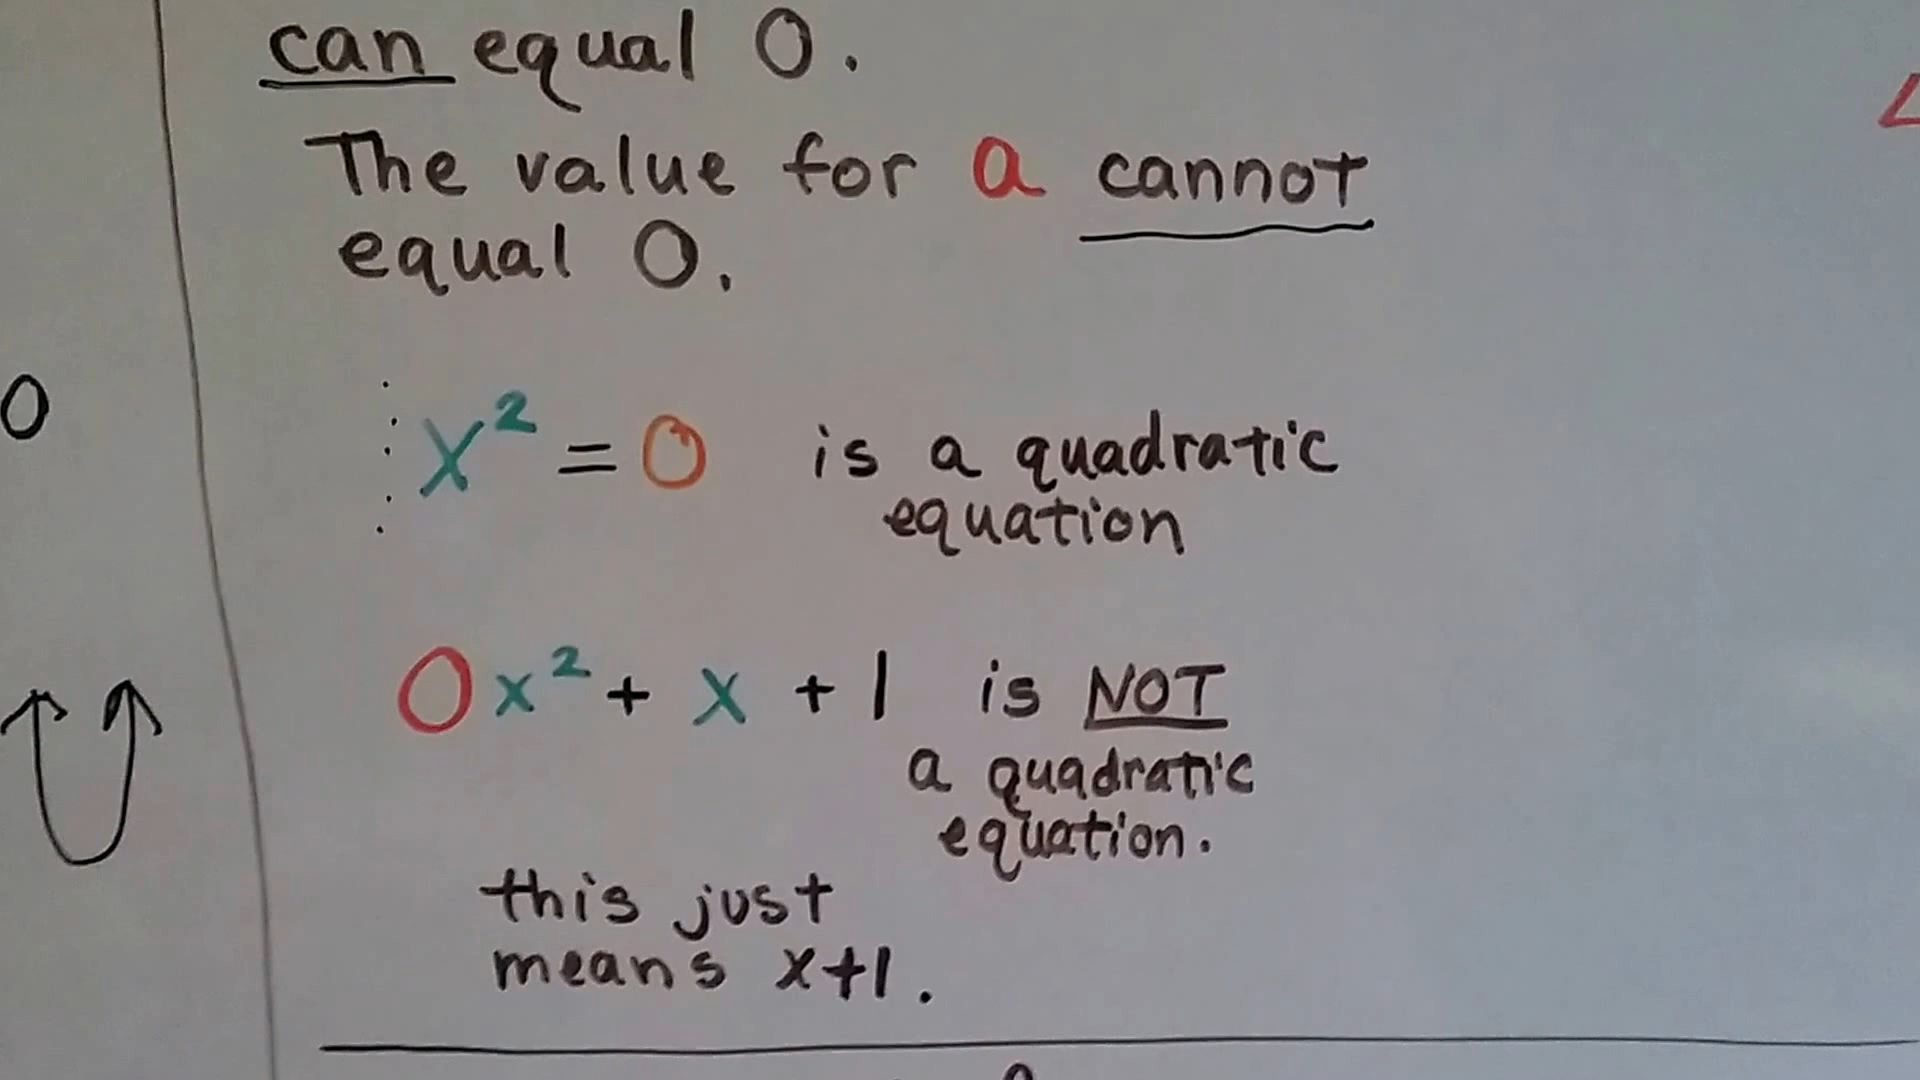 can equal 0.
The value for a cannot
equal 0.
0
x² = 0 is a quadratic
equation
0x² + x + 1 is NOT
a quadratic
equation.
this just
means x+1.